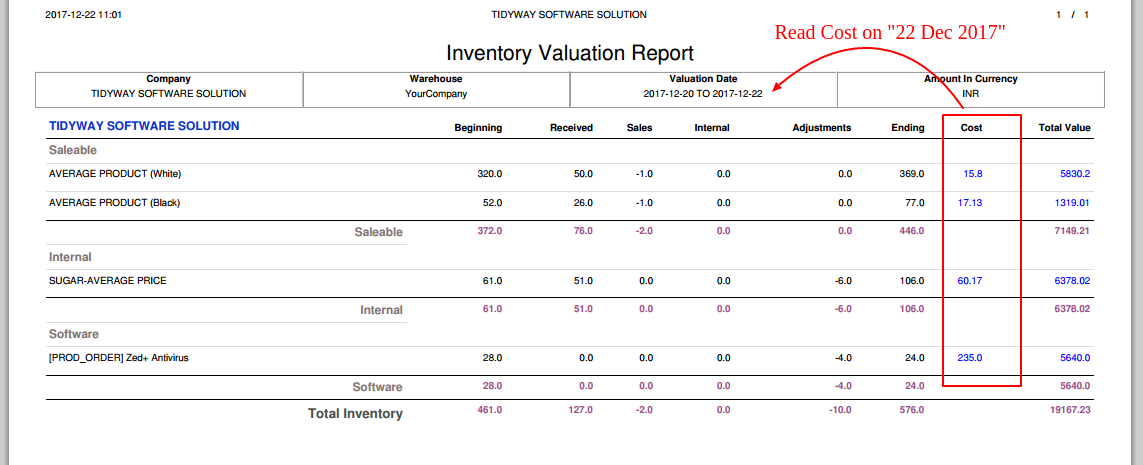 2017-12-22 11:01 TIDYWAY SOFTWARE SOLUTION 1 / 1
Read Cost on "22 Dec 2017"
Inventory Valuation Report
Company Warehouse Valuation Date Amount In Currency
TIDYWAY SOFTWARE SOLUTION YourCompany 2017-12-20 TO 2017-12-22 INR
TIDYWAY SOFTWARE SOLUTION Beginning Received Sales Internal Adjustments Ending Cost Total Value
Saleable
AVERAGE PRODUCT (White) 320.0 50.0 -1.0 0.0 0.0 369.0 15.8 5830.2
AVERAGE PRODUCT (Black) 52.0 26.0 -1.0 0.0 0.0 77.0 17.13 1319.01
Saleable 372.0 76.0 -2.0 0.0 0.0 446.0 7149.21
Internal
SUGAR-AVERAGE PRICE 61.0 51.0 0.0 0.0 -6.0 106.0 60.17 6378.02
Internal 61.0 51.0 0.0 0.0 -6.0 106.0 6378.02
Software
[PROD_ORDER] Zed+ Antivirus 28.0 0.0 0.0 0.0 -4.0 24.0 235.0 5640.0
Software 28.0 0.0 0.0 0.0 -4.0 24.0 5640.0
Total Inventory 461.0 127.0 -2.0 0.0 -10.0 576.0 19167.23